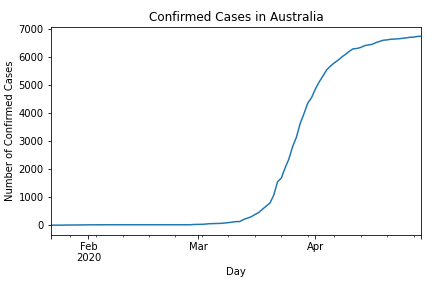 Confirmed Cases in Australia
7000
6000
5000
4000
3000
2000
1000
0
Number of Confirmed Cases
Feb
2020
Mar
Apr
Day